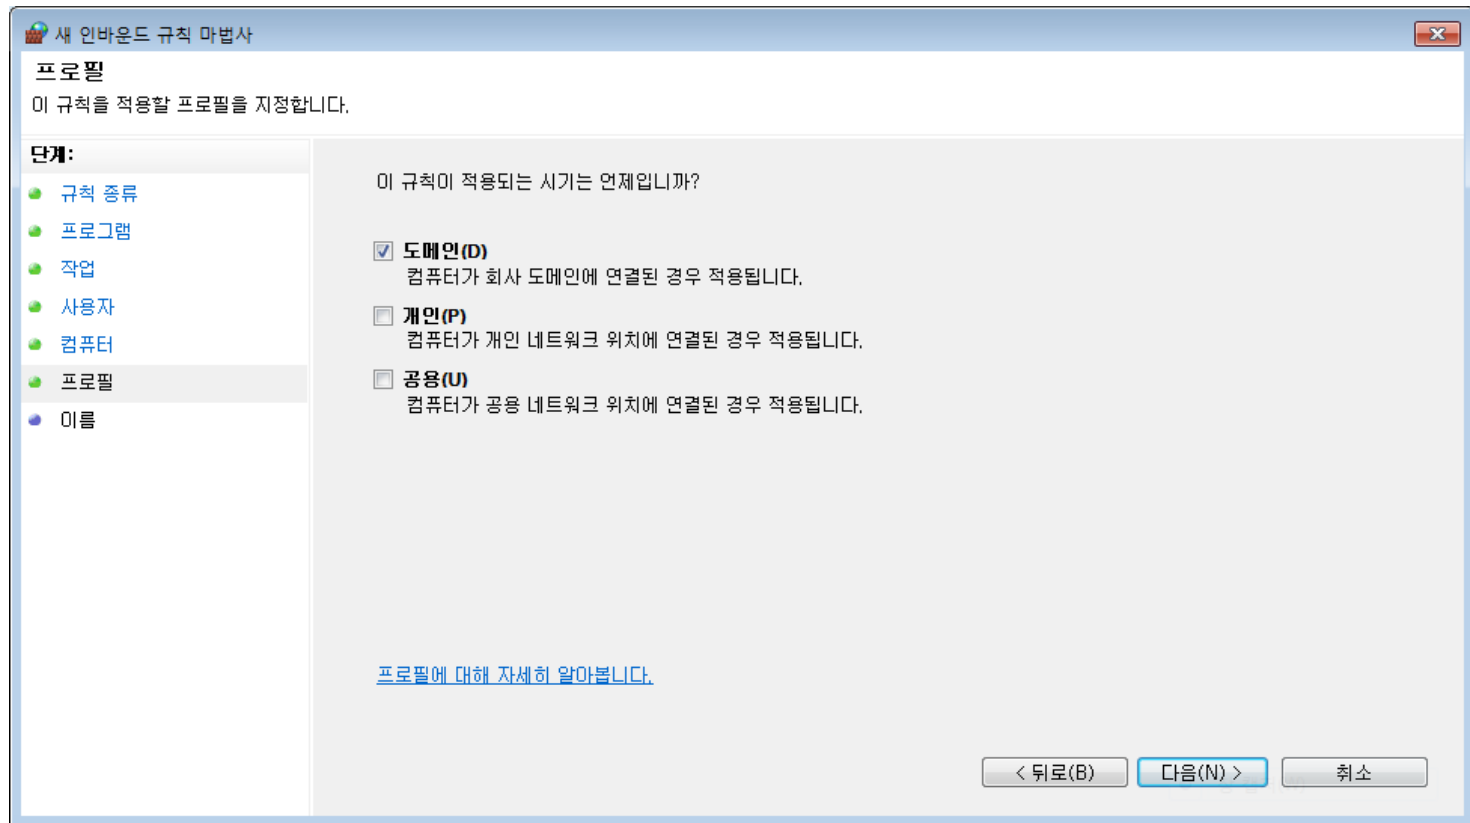 새 인바운드 규칙 마법사
프로필
이 규칙을 적용할 프로필을 지정합니다.
단계:
규칙 종류
프로그램
작업
사용자
컴퓨터
프로필
이름
이 규칙이 적용되는 시기는 언제입니까?
도메인(D)
컴퓨터가 회사 도메인에 연결된 경우 적용됩니다.
개인(P)
컴퓨터가 개인 네트워크 위치에 연결된 경우 적용됩니다.
공용(U)
컴퓨터가 공용 네트워크 위치에 연결된 경우 적용됩니다.
프로필에 대해 자세히 알아봅니다.
< 뒤로(B) 다음(N) > 취소